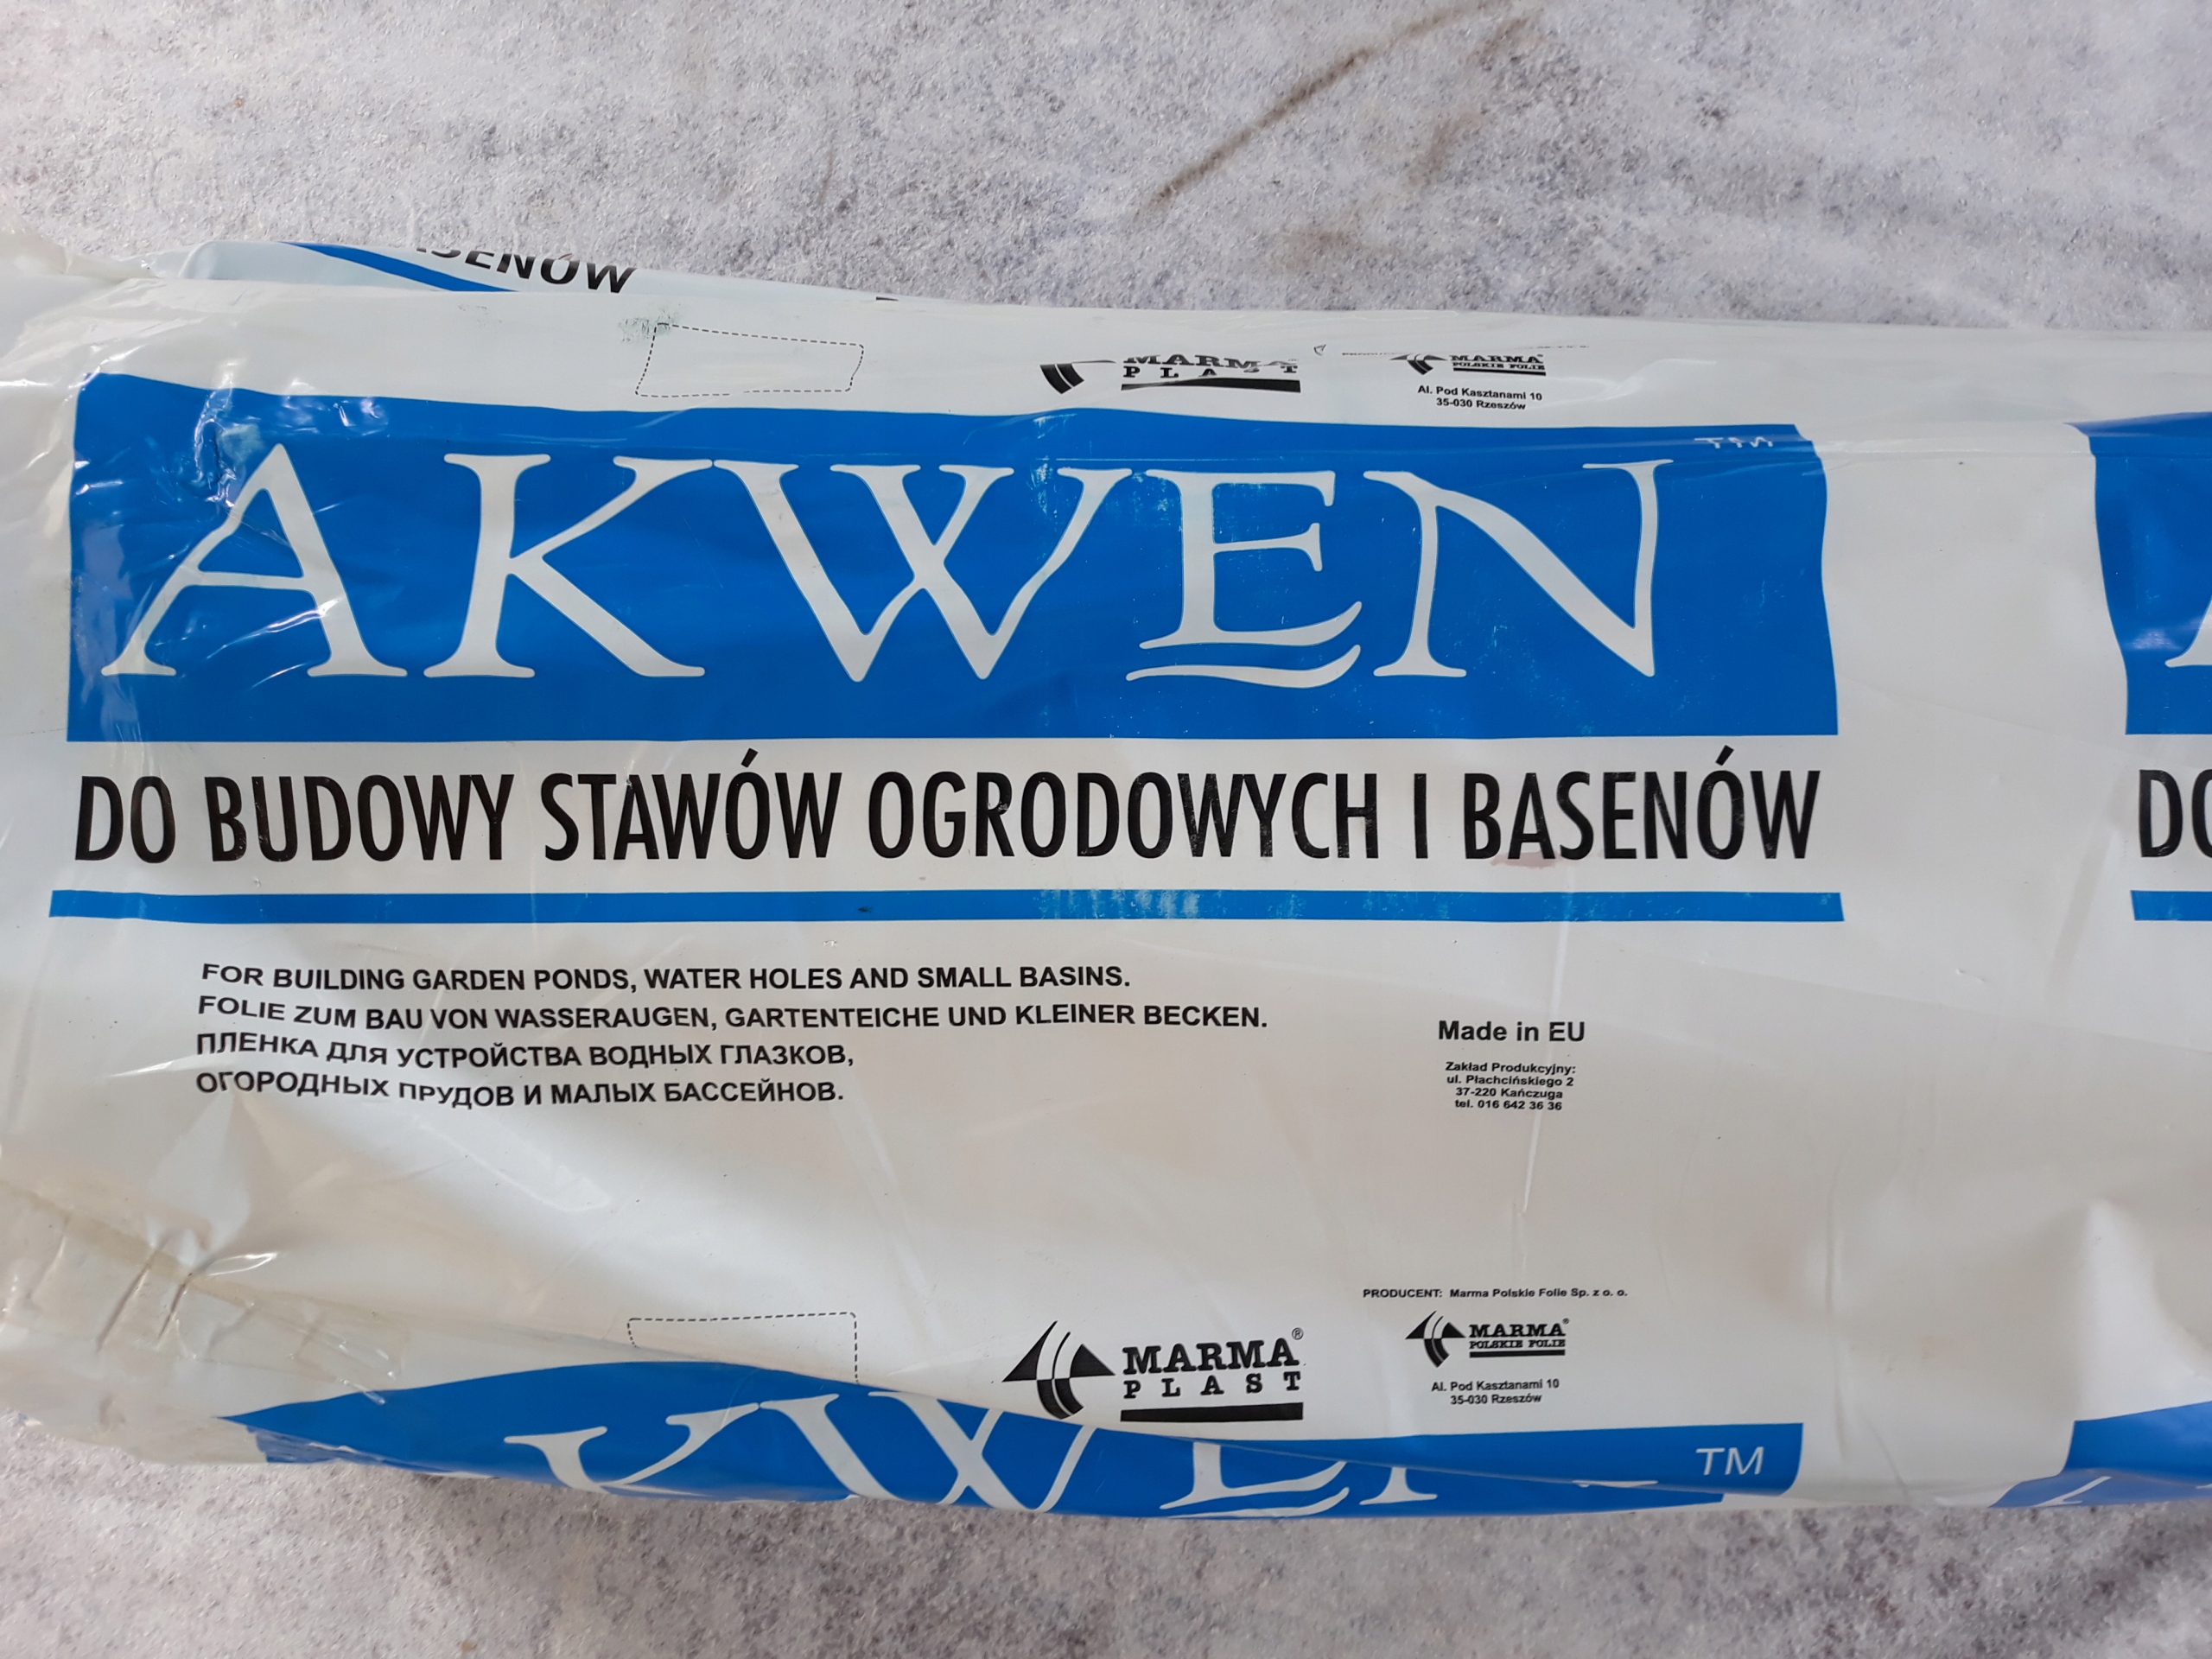 BASENÓW
MARMA
PLAST
MARMA
POLSKIE FOLIE
Al. Pod Kasztanami 10
35-030 Rzeszów
AKWEN TM
DO BUDOWY STAWÓW OGRODOWYCH I BASENÓW
DO
FOR BUILDING GARDEN PONDS, WATER HOLES AND SMALL BASINS.
FOLIE ZUM BAU VON WASSERAUGEN, GARTENTEICHE UND KLEINER BECKEN.
ПЛЕНКА ДЛЯ УСТРОЙСТВА ВОДНЫХ ГЛАЗКОВ,
ОГОРОДНЫХ ПРУДОВ И МАЛЫХ БАССЕЙНОВ.
Made in EU
Zakład Produkcyjny:
ul. Płachcińskiego 2
37-220 Kańczuga
tel. 016 642 36 36
PRODUCENT: Marma Polskie Folie Sp. z o. o.
MARMA®
PLAST
MARMA®
POLSKIE FOLIE
Al. Pod Kasztanami 10
35-030 Rzeszów
KWEN TM